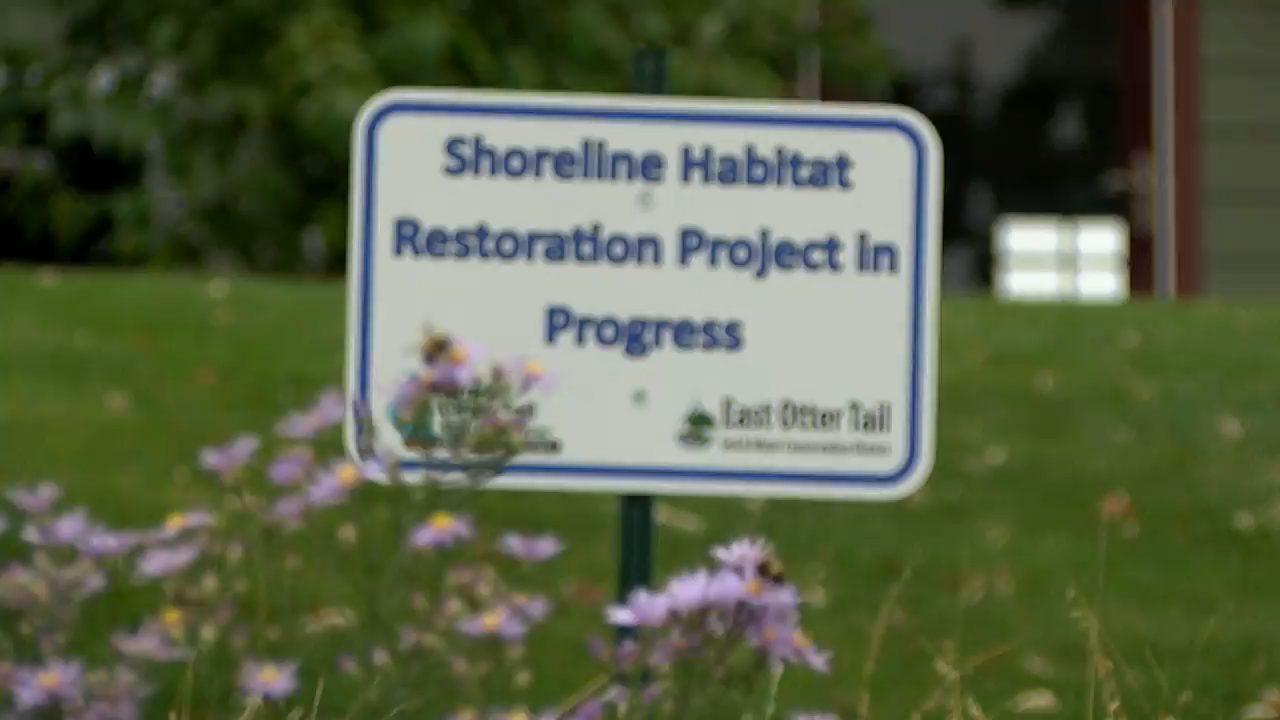 Shoreline Habitat
Restoration Project in
Progress
East Otter Tail